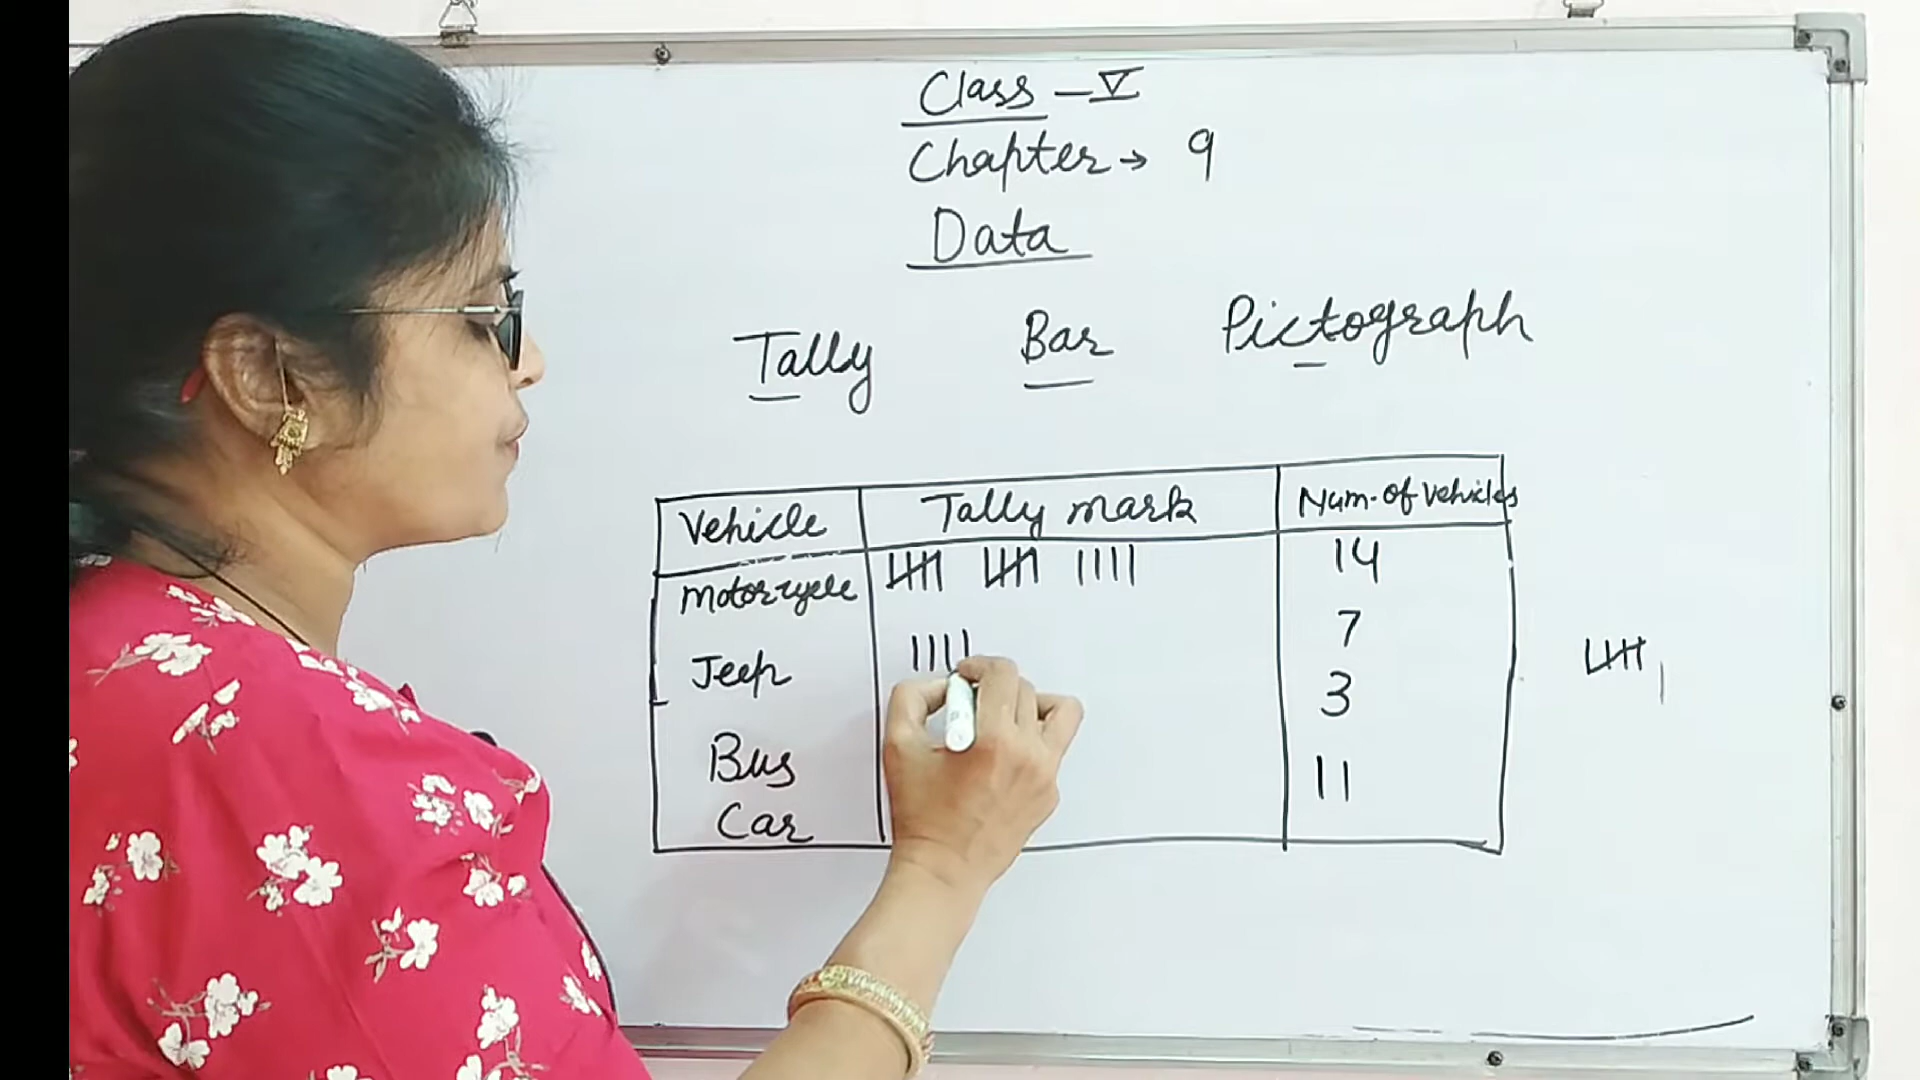 Class - V
Chapter → 9
Data
Tally Bar Pictograph
Vehicle Tally mark Num. of vehicles
Motorcycle 14
Jeep 7
Bus 3
Car 11